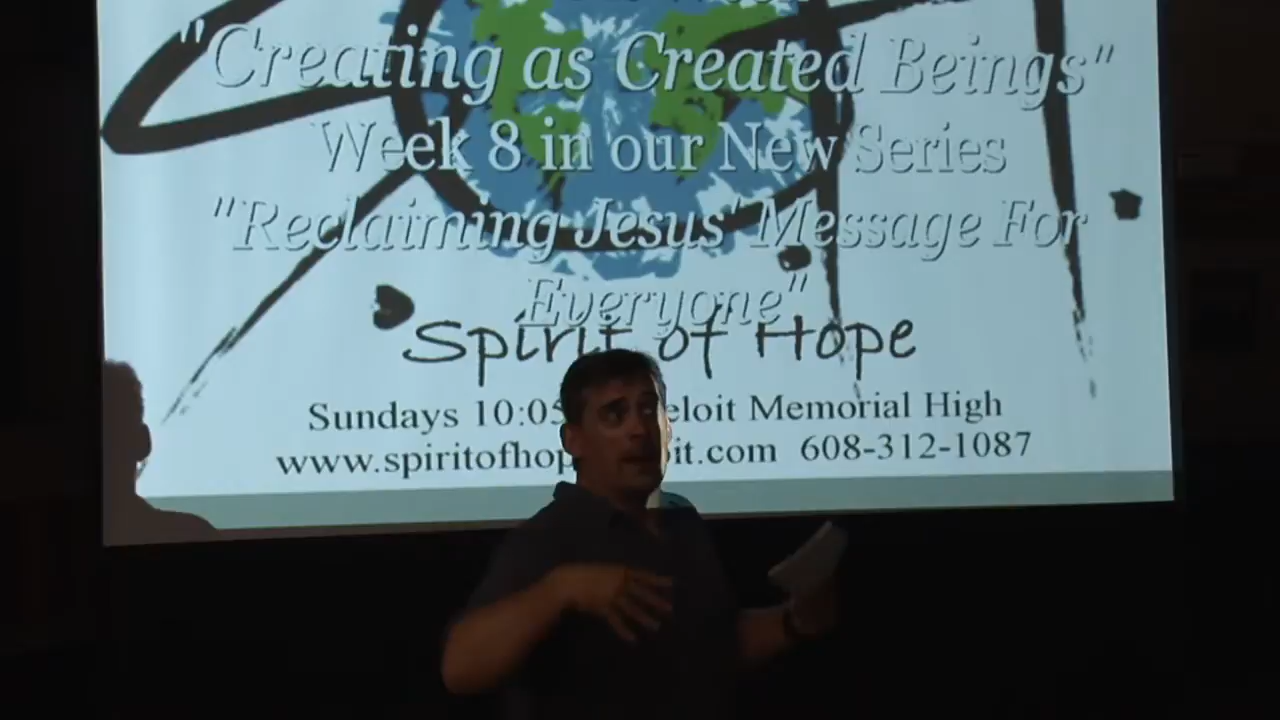 "Creating as Created Beings"
Week 8 in our New Series
"Reclaiming Jesus' Message For
Everyone"
Spirit of Hope
Sundays 10:05 eloit Memorial High
www.spiritofhop it.com 608-312-1087